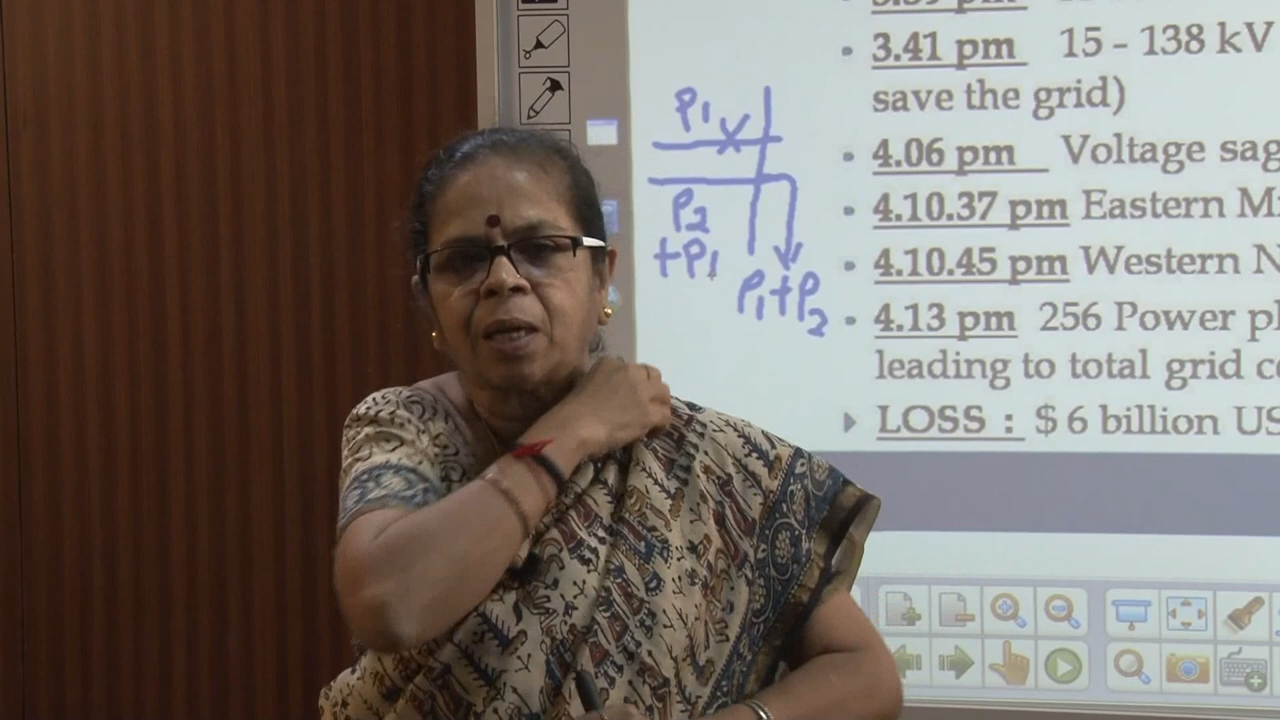 P1
P2
+P1
P1+P2
3.41 pm 15 - 138 kV
save the grid)
4.06 pm Voltage sag
4.10.37 pm Eastern
4.10.45 pm Western N
4.13 pm 256 Power
leading to total grid
LOSS : $ 6 billion US